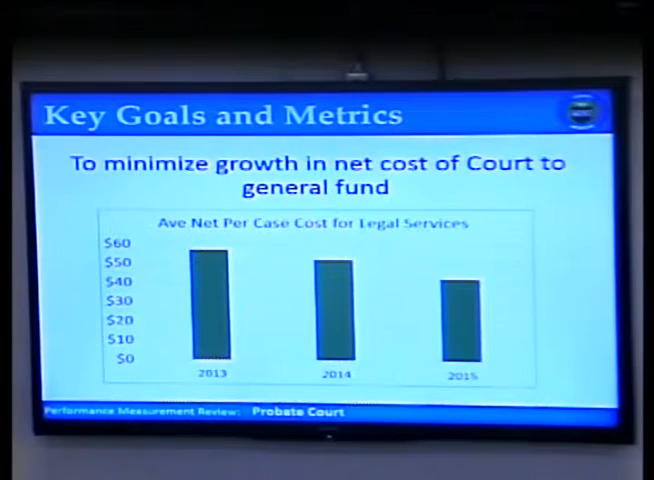 Key Goals and Metrics
To minimize growth in net cost of Court to
general fund
Ave Net Per Case Cost for Legal Services
$60
$50
$40
$30
$20
$10
$0
2013
2014
2015
Performance Measurement Review: Probate Court